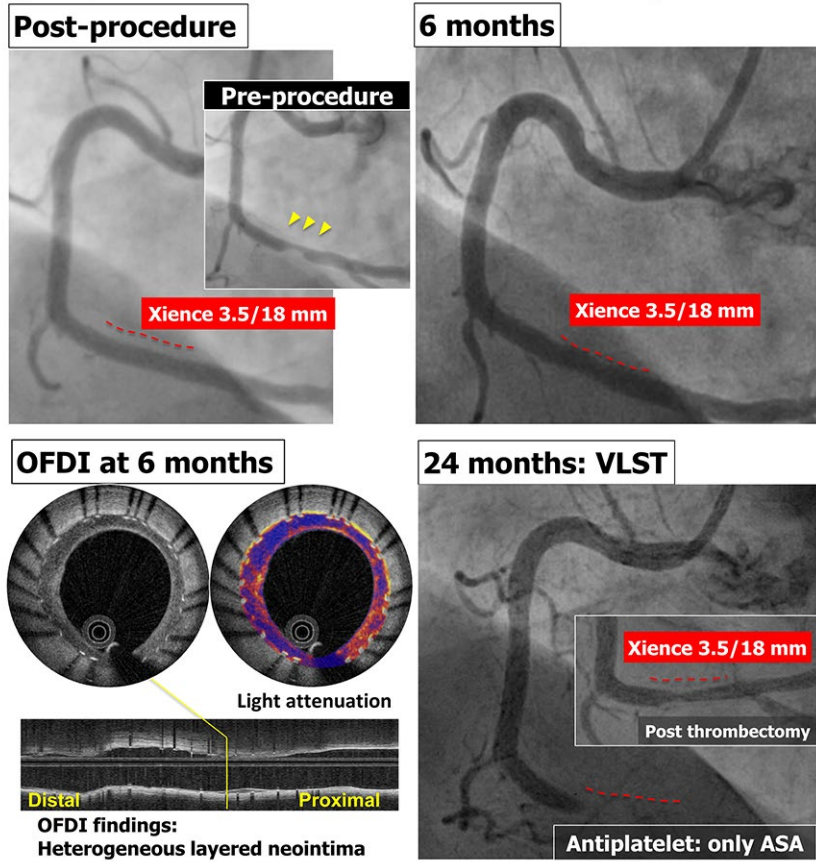 Post-procedure
Pre-procedure
Xience 3.5/18 mm
6 months
Xience 3.5/18 mm
OFDI at 6 months
Light attenuation
Distal
Proximal
OFDI findings:
Heterogeneous layered neointima
24 months: VLST
Xience 3.5/18 mm
Post thrombectomy
Antiplatelet: only ASA